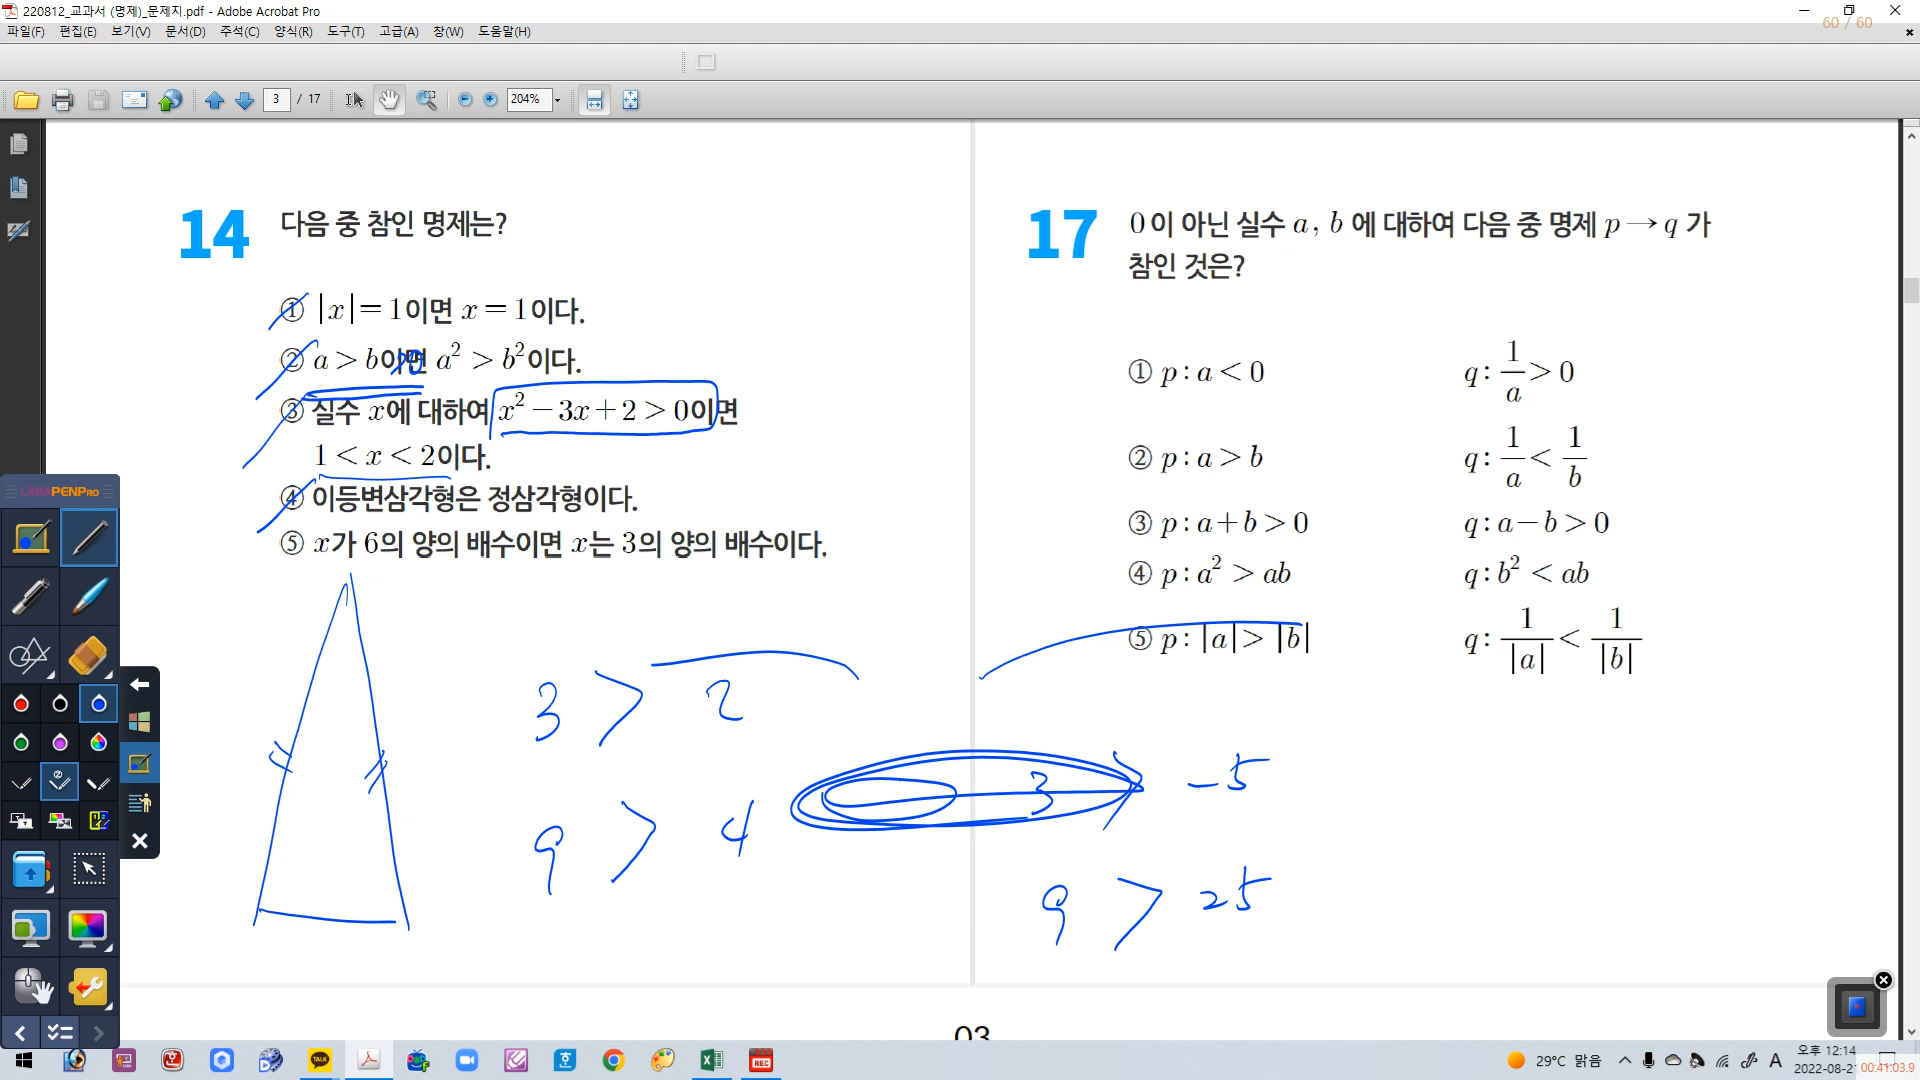 220812_교과서 (명제)_문제지.pdf - Adobe Acrobat Pro
60 / 60
파일(F) 편집(E) 보기(V) 문서(D) 주석(C) 양식(R) 도구(T) 고급(A) 창(W) 도움말(H)
3 / 17 204%
14 다음 중 참인 명제는?
① |x|=1이면 x=1이다.
② a>b이면 a²>b²이다.
③ 실수 x에 대하여 x²-3x+2>0이면
1<x<2이다.
④ 이등변삼각형은 정삼각형이다.
⑤ x가 6의 양의 배수이면 x는 3의 양의 배수이다.
3 > 2
9 > 4
17 0이 아닌 실수 a, b에 대하여 다음 중 명제 p→q가
참인 것은?
① p: a<0 q: 1/a>0
② p: a>b q: 1/a<1/b
③ p: a+b>0 q: a-b>0
④ p: a²>ab q: b²<ab
⑤ p: |a|>|b| q: 1/|a|<1/|b|
3 > -5
9 > 25
03
CARAPENPRO
TALK
REC
29°C 맑음
A
오후 12:14
2022-08-2
00:41:03.9